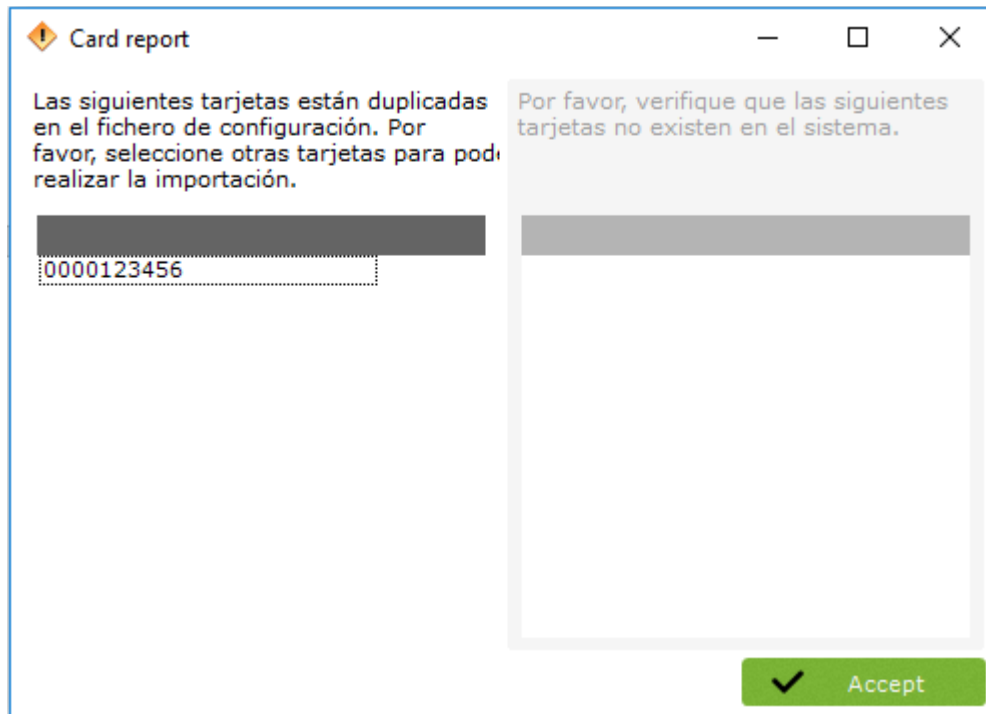 Card report
Las siguientes tarjetas están duplicadas
en el fichero de configuración. Por
favor, seleccione otras tarjetas para pode
realizar la importación.
Por favor, verifique que las siguientes
tarjetas no existen en el sistema.
0000123456
Accept